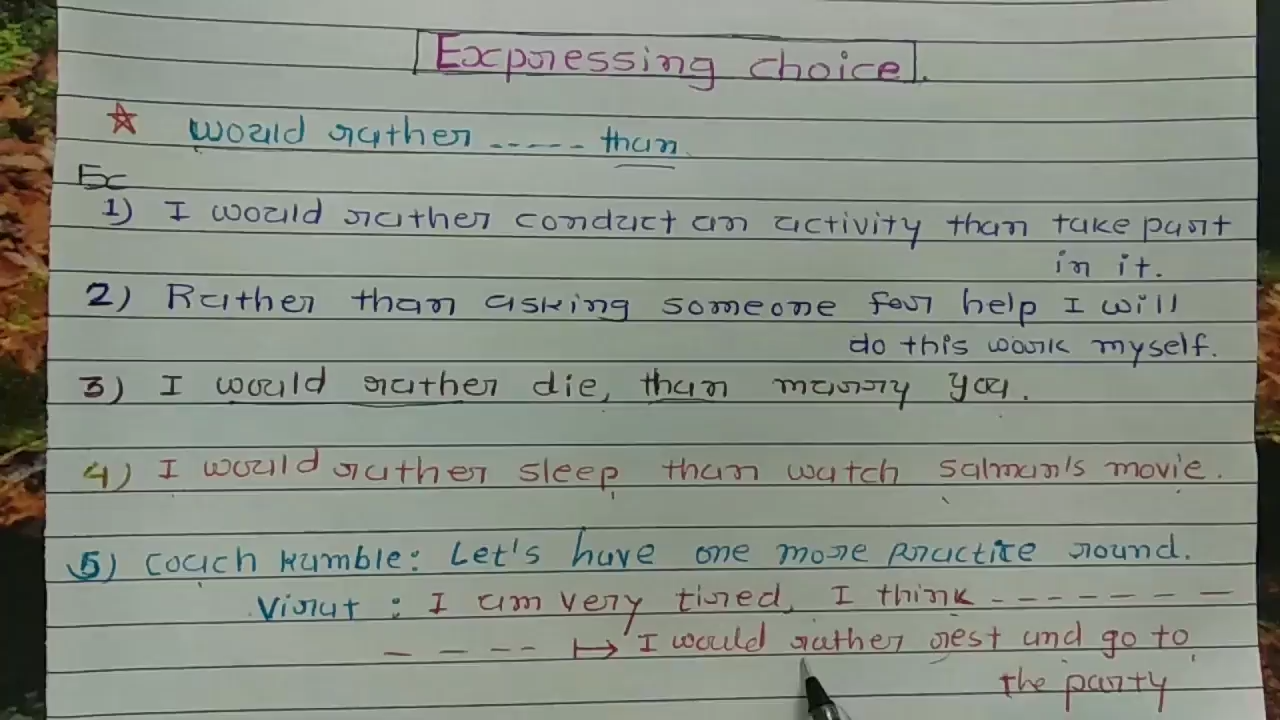 Expressing choice.
☆ would rather ----- than
Ex
1) I would rather conduct an activity than take part
in it.
2) Rather than asking someone for help I will
do this work myself.
3) I would rather die, than marry you.
4) I would rather sleep than watch salman's movie.
5) coach kumble: Let's have one more practice round.
Virat : I am very tired, I think -------
---- ↦ I would rather rest and go to
the party